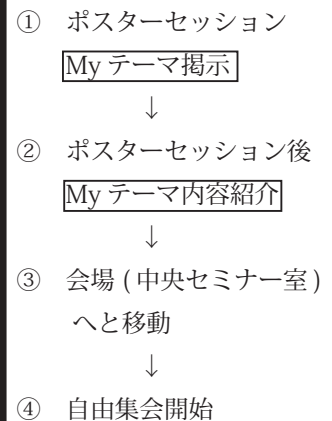 ① ポスターセッション
My テーマ掲示
↓
② ポスターセッション後
My テーマ内容紹介
↓
③ 会場 ( 中央セミナー室 )
へと移動
↓
④ 自由集会開始